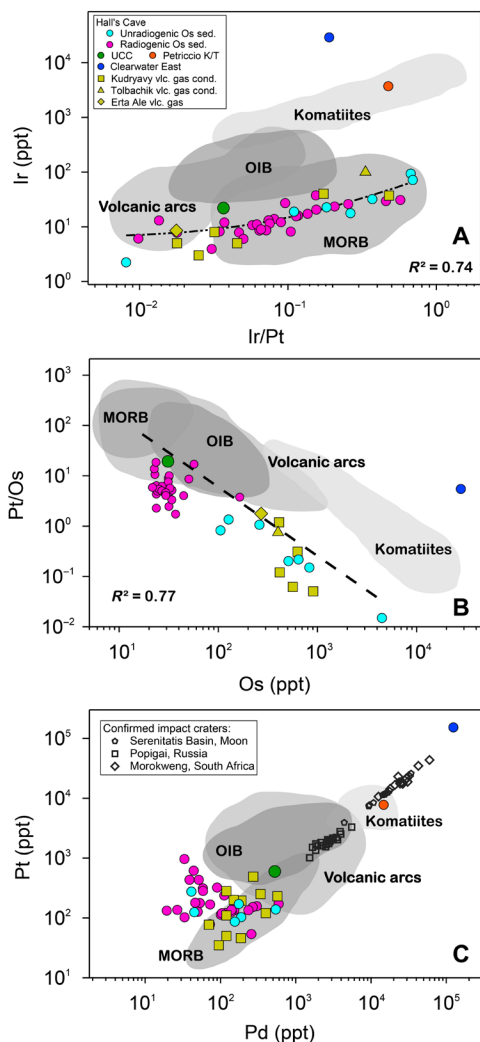 Hall's Cave
Unradiogenic Os sed.
Radiogenic Os sed.
UCC
Petriccio K/T
Clearwater East
Kudryavy vlc. gas cond.
Tolbachik vlc. gas cond.
Erta Ale vlc. gas
10⁵
10⁴
10³
10²
10¹
10⁰
Ir (ppt)
Komatiites
OIB
Volcanic arcs
MORB
A
R² = 0.74
10⁻²
10⁻¹
10⁰
Ir/Pt
10³
10²
10¹
10⁰
10⁻¹
10⁻²
Pt/Os
MORB
OIB
Volcanic arcs
Komatiites
R² = 0.77
B
10¹
10²
10³
10⁴
Os (ppt)
Confirmed impact craters:
Serenitatis Basin, Moon
Popigai, Russia
Morokweng, South Africa
10⁵
10⁴
10³
10²
10¹
Pt (ppt)
Komatiites
OIB
Volcanic arcs
MORB
C
10¹
10²
10³
10⁴
10⁵
Pd (ppt)